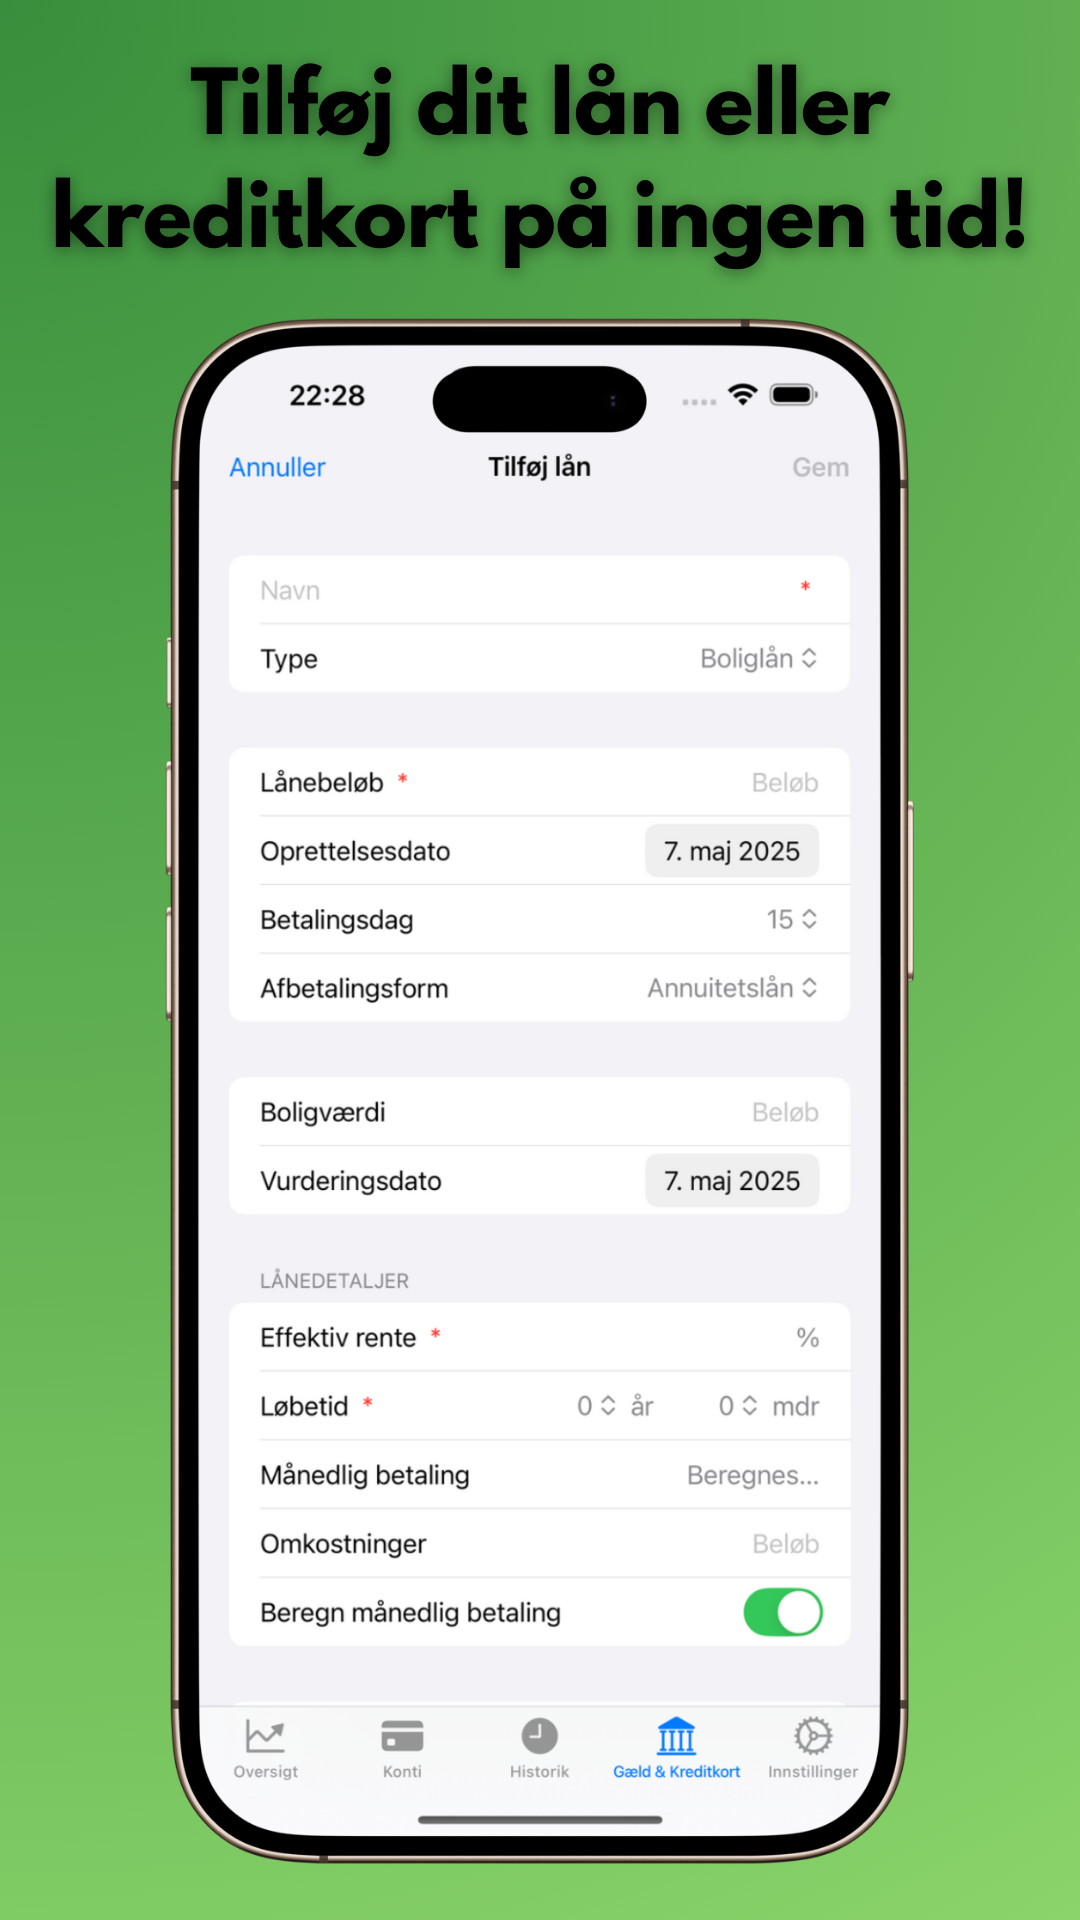 Tilføj dit lån eller
kreditkort på ingen tid!
22:28
Annuller Tilføj lån Gem
Navn *
Type Boliglån
Lånebeløb * Beløb
Oprettelsesdato 7. maj 2025
Betalingsdag 15
Afbetalingsform Annuitetslån
Boligværdi Beløb
Vurderingsdato 7. maj 2025
LÅNEDETALJER
Effektiv rente * %
Løbetid * 0 år 0 mdr
Månedlig betaling Beregnes...
Omkostninger Beløb
Beregn månedlig betaling
Oversigt Konti Historik Gæld & Kreditkort Innstillinger